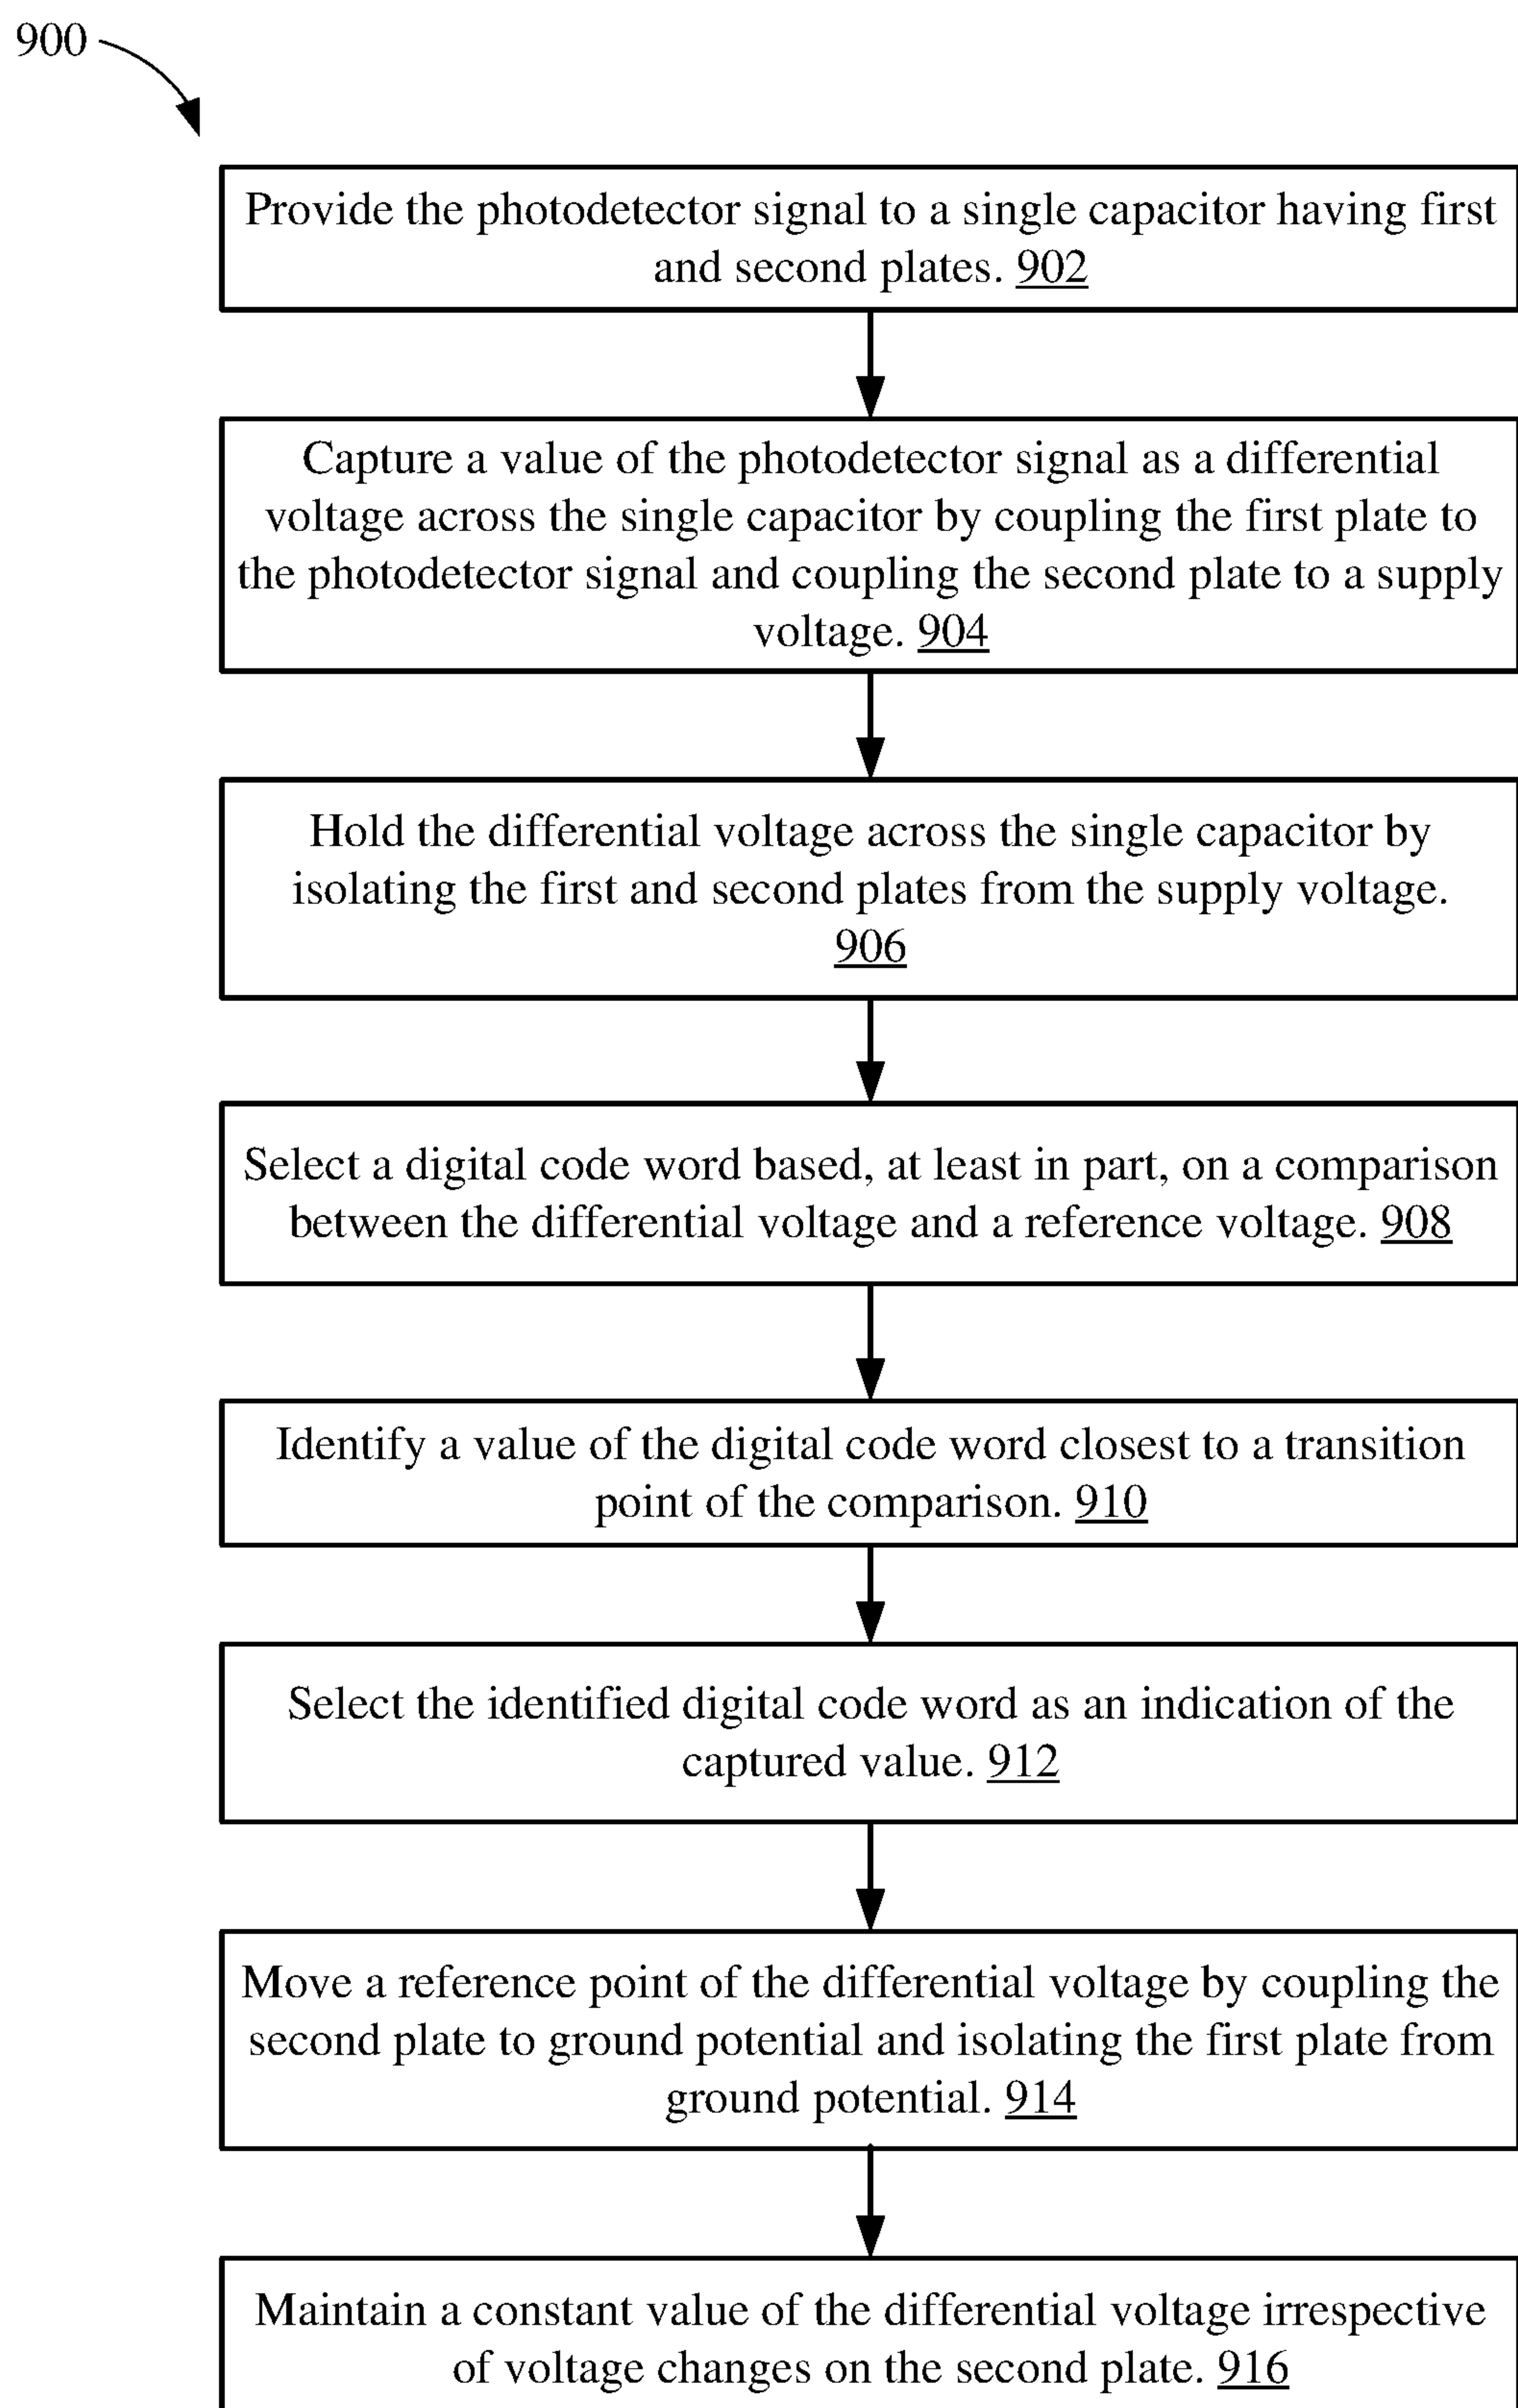 900
Provide the photodetector signal to a single capacitor having first
and second plates. 902
Capture a value of the photodetector signal as a differential
voltage across the single capacitor by coupling the first plate to
the photodetector signal and coupling the second plate to a supply
voltage. 904
Hold the differential voltage across the single capacitor by
isolating the first and second plates from the supply voltage.
906
Select a digital code word based, at least in part, on a comparison
between the differential voltage and a reference voltage. 908
Identify a value of the digital code word closest to a transition
point of the comparison. 910
Select the identified digital code word as an indication of the
captured value. 912
Move a reference point of the differential voltage by coupling the
second plate to ground potential and isolating the first plate from
ground potential. 914
Maintain a constant value of the differential voltage irrespective
of voltage changes on the second plate. 916